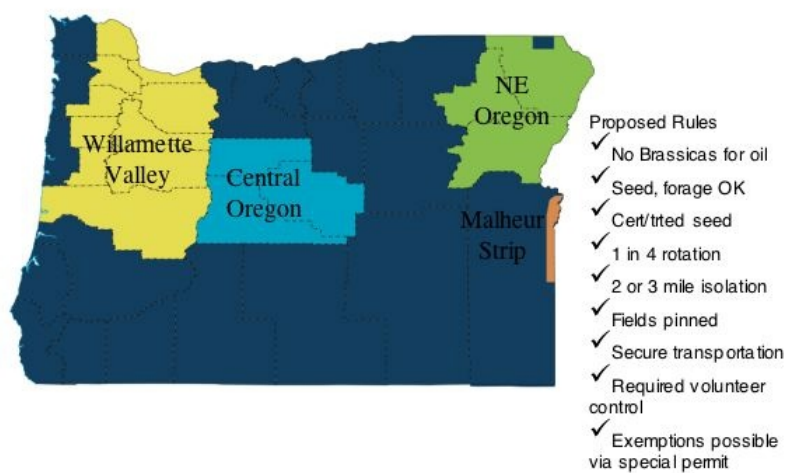 Willamette
Valley
Central
Oregon
NE
Oregon
Malheur
Strip
Proposed Rules
✓ No Brassicas for oil
✓ Seed, forage OK
✓ Cert/trted seed
✓ 1 in 4 rotation
✓ 2 or 3 mile isolation
✓ Fields pinned
✓ Secure transportation
✓ Required volunteer
control
✓ Exemptions possible
via special permit